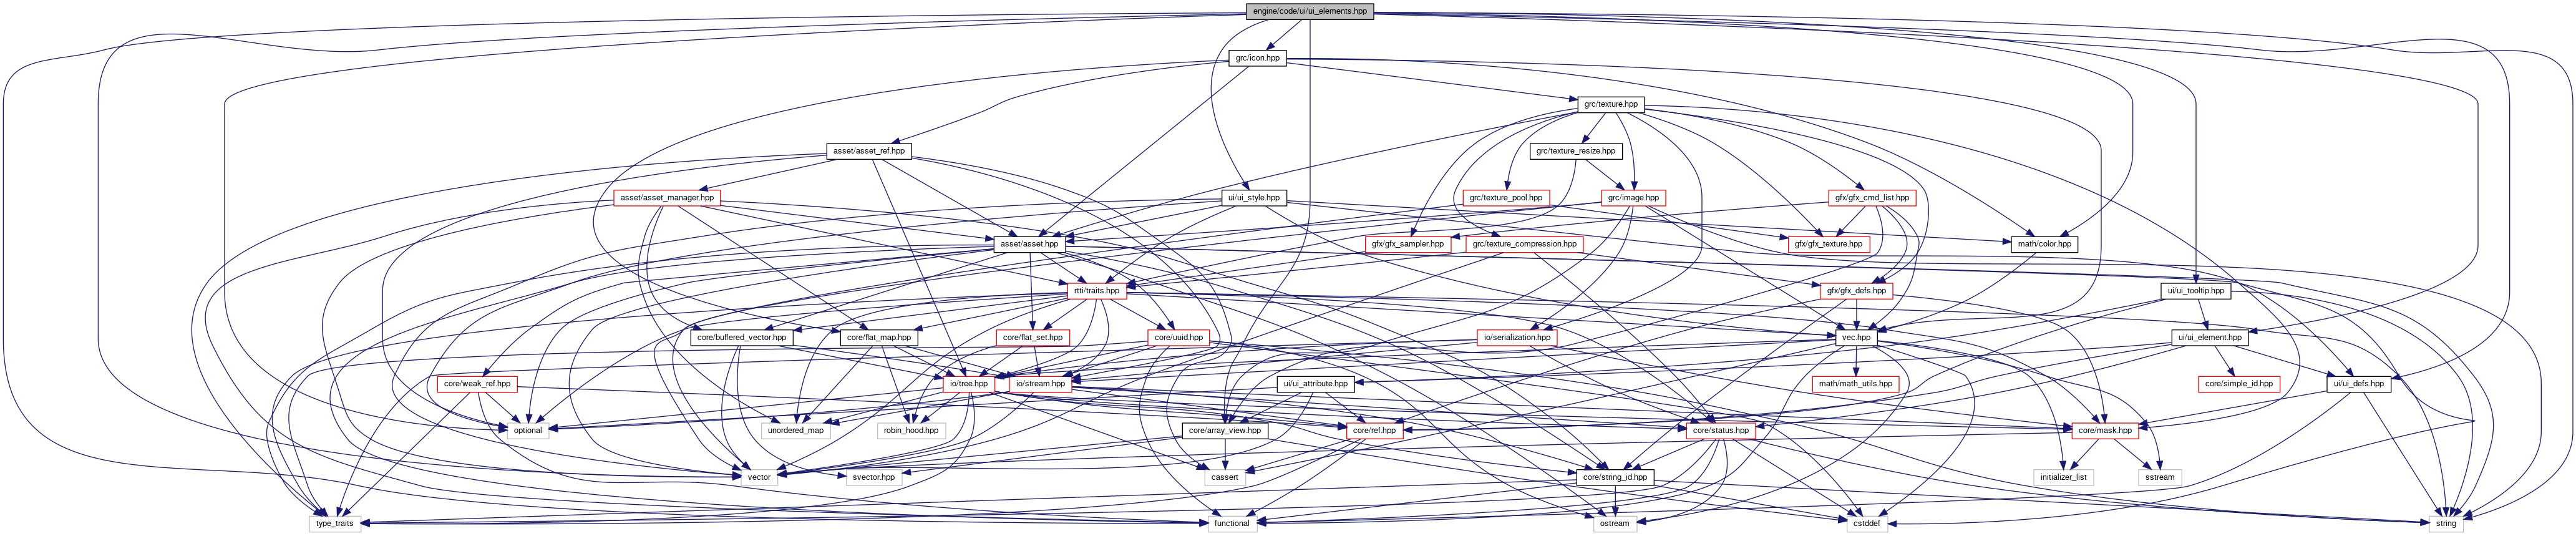 engine/code/ui/ui_elements.hpp
grc/icon.hpp
grc/texture.hpp
asset/asset_ref.hpp
grc/texture_resize.hpp
asset/asset_manager.hpp
ui/ui_style.hpp
grc/texture_pool.hpp
grc/image.hpp
gfx/gfx_cmd_list.hpp
asset/asset.hpp
gfx/gfx_sampler.hpp
grc/texture_compression.hpp
gfx/gfx_texture.hpp
math/color.hpp
rtti/traits.hpp
gfx/gfx_defs.hpp
ui/ui_tooltip.hpp
core/buffered_vector.hpp
core/flat_map.hpp
core/flat_set.hpp
core/uuid.hpp
io/serialization.hpp
vec.hpp
ui/ui_element.hpp
core/weak_ref.hpp
io/tree.hpp
io/stream.hpp
ui/ui_attribute.hpp
math/math_utils.hpp
core/simple_id.hpp
ui/ui_defs.hpp
optional
unordered_map
robin_hood.hpp
core/array_view.hpp
core/ref.hpp
core/status.hpp
core/mask.hpp
vector
svector.hpp
cassert
core/string_id.hpp
initializer_list
sstream
type_traits
functional
ostream
cstddef
string